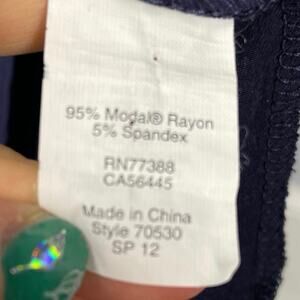 95% Modal® Rayon
5% Spandex
RN77388
CA56445
Made in China
Style 70530
SP 12